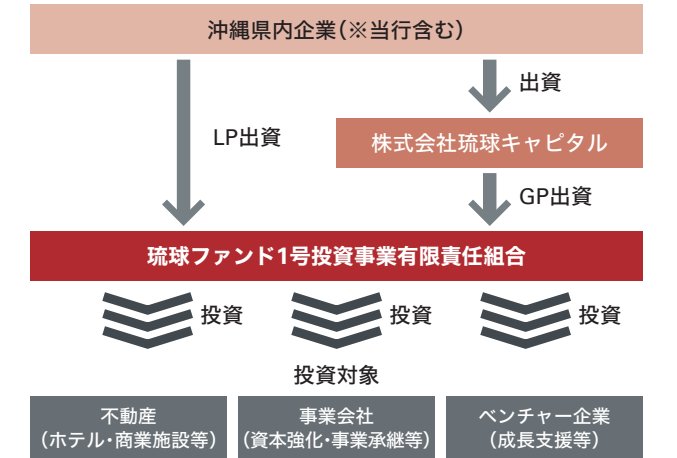 沖縄県内企業（※当行含む）
出資
LP出資
株式会社琉球キャピタル
GP出資
琉球ファンド1号投資事業有限責任組合
投資
投資
投資
投資対象
不動産
（ホテル・商業施設等）
事業会社
（資本強化・事業承継等）
ベンチャー企業
（成長支援等）